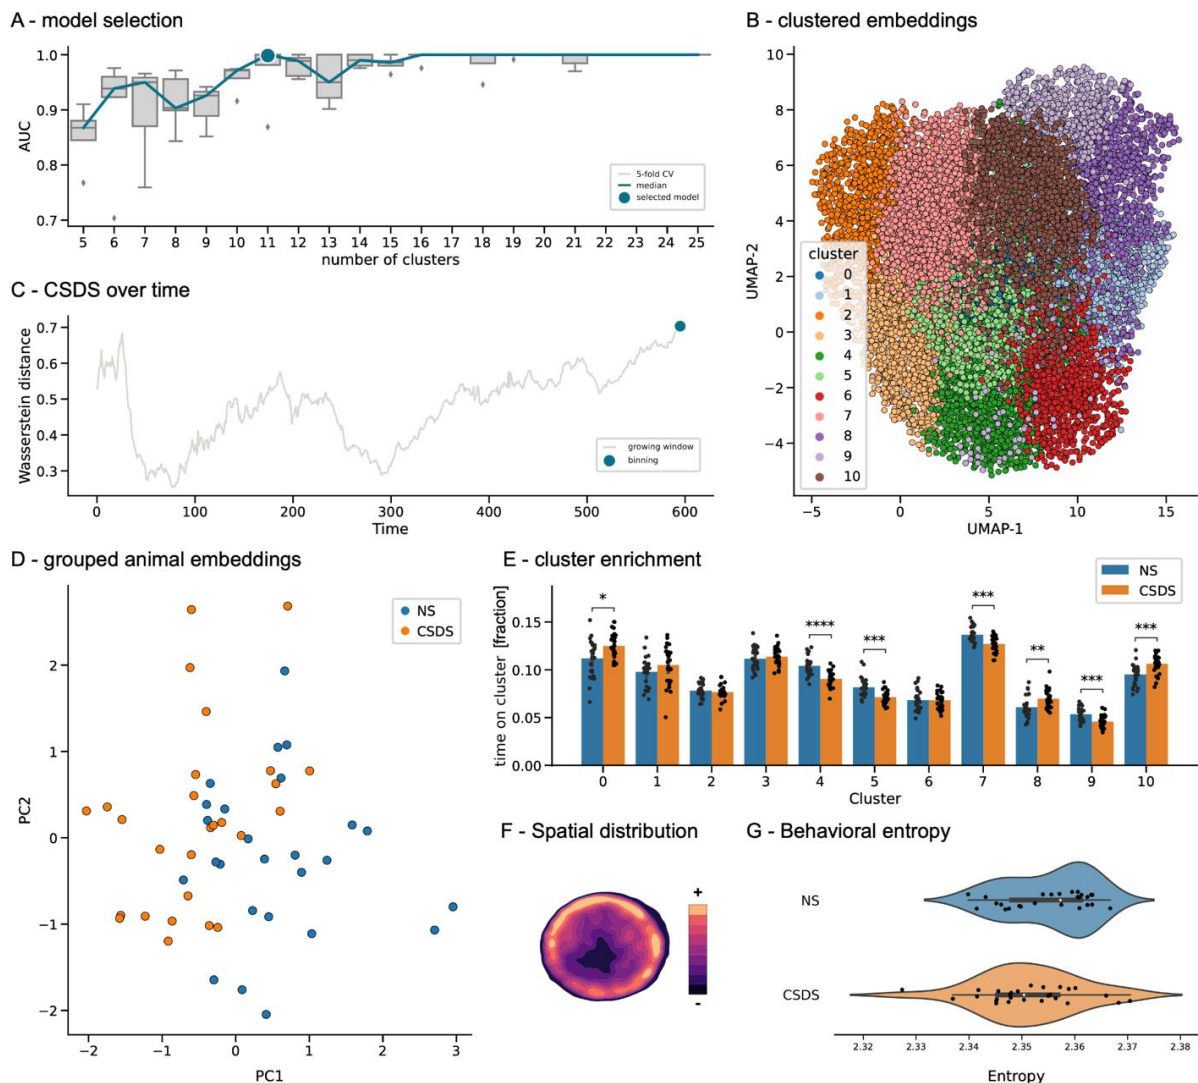 A - model selection
1.0
0.9
0.8
0.7
AUC
5 6 7 8 9 10 11 12 13 14 15 16 17 18 19 20 21 22 23 24 25
number of clusters
5-fold CV
median
selected model
B - clustered embeddings
10
8
6
4
2
0
−2
−4
UMAP-2
cluster
0
1
2
3
4
5
6
7
8
9
10
−5 0 5 10 15
UMAP-1
C - CSDS over time
0.7
0.6
0.5
0.4
0.3
Wasserstein distance
growing window
binning
0 100 200 300 400 500 600
Time
D - grouped animal embeddings
NS
CSDS
2
1
0
−1
−2
PC2
−2 −1 0 1 2 3
PC1
E - cluster enrichment
NS
CSDS
time on cluster [fraction]
0.15
0.10
0.05
0.00
* **** *** *** ** *** ***
0 1 2 3 4 5 6 7 8 9 10
Cluster
F - Spatial distribution
+
-
G - Behavioral entropy
NS
CSDS
2.32 2.33 2.34 2.35 2.36 2.37 2.38
Entropy